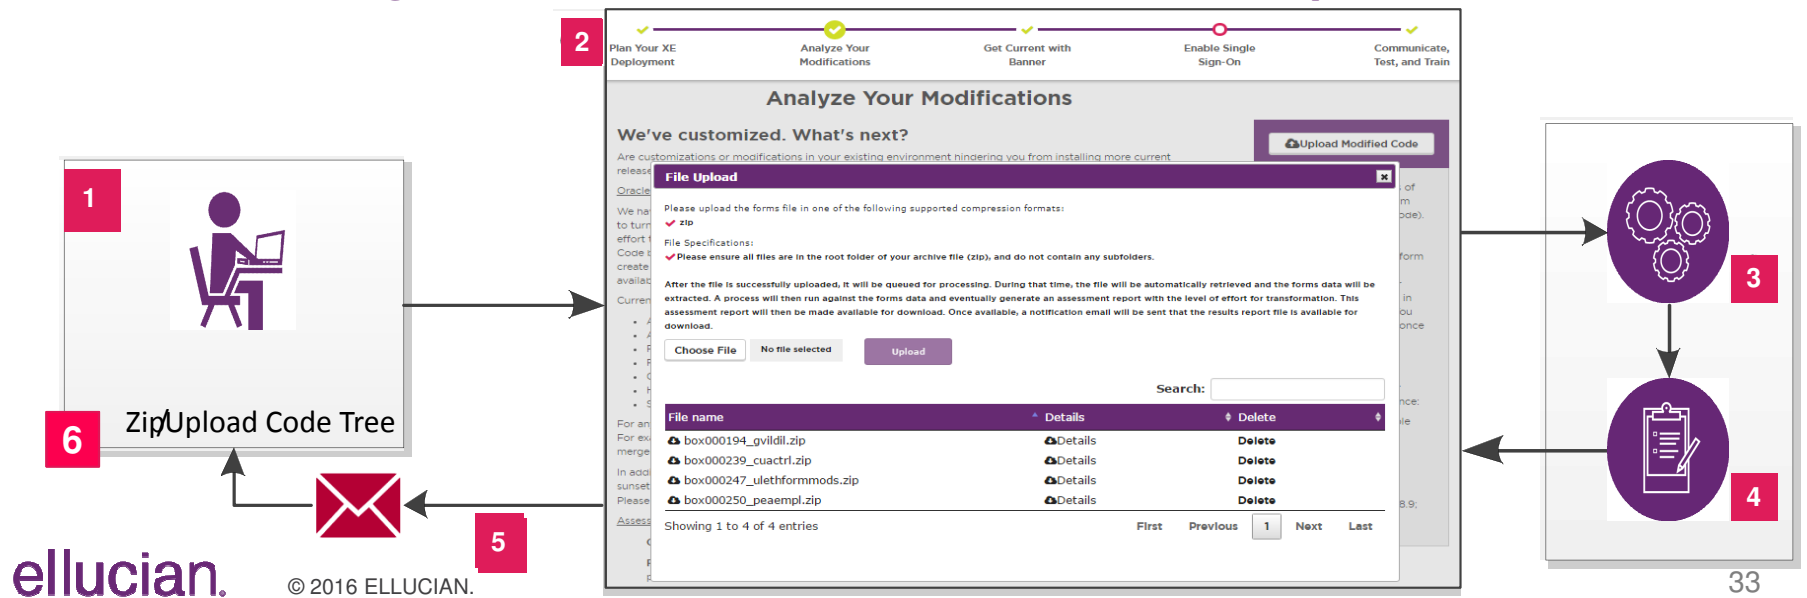 1
Zip/Upload Code Tree
6
2
Plan Your XE
Deployment
Analyze Your
Modifications
Get Current with
Banner
Enable Single
Sign-On
Communicate,
Test, and Train
Analyze Your Modifications
We've customized. What's next?
Upload Modified Code
Are customizations or modifications in your existing environment hindering you from installing more current
release
Oracle
to turn
effort
create
File Upload
Please upload the forms file in one of the following supported compression formats:
zip
File Specifications:
Please ensure all files are in the root folder of your archive file (zip), and do not contain any subfolders.
After the file is successfully uploaded, it will be queued for processing. During that time, the file will be automatically retrieved and the forms data will be
extracted. A process will then run against the forms data and eventually generate an assessment report with the level of effort for transformation. This
assessment report will then be made available for download. Once available, a notification email will be sent that the results report file is available for
download.
Choose File No file selected Upload
Search:
File name Details Delete
box000194_gvildil.zip Details Delete
box000239_cuactrl.zip Details Delete
box000247_ulethformmods.zip Details Delete
box000250_peaempl.zip Details Delete
Showing 1 to 4 of 4 entries First Previous 1 Next Last
3
4
5
ellucian.
© 2016 ELLUCIAN.
33